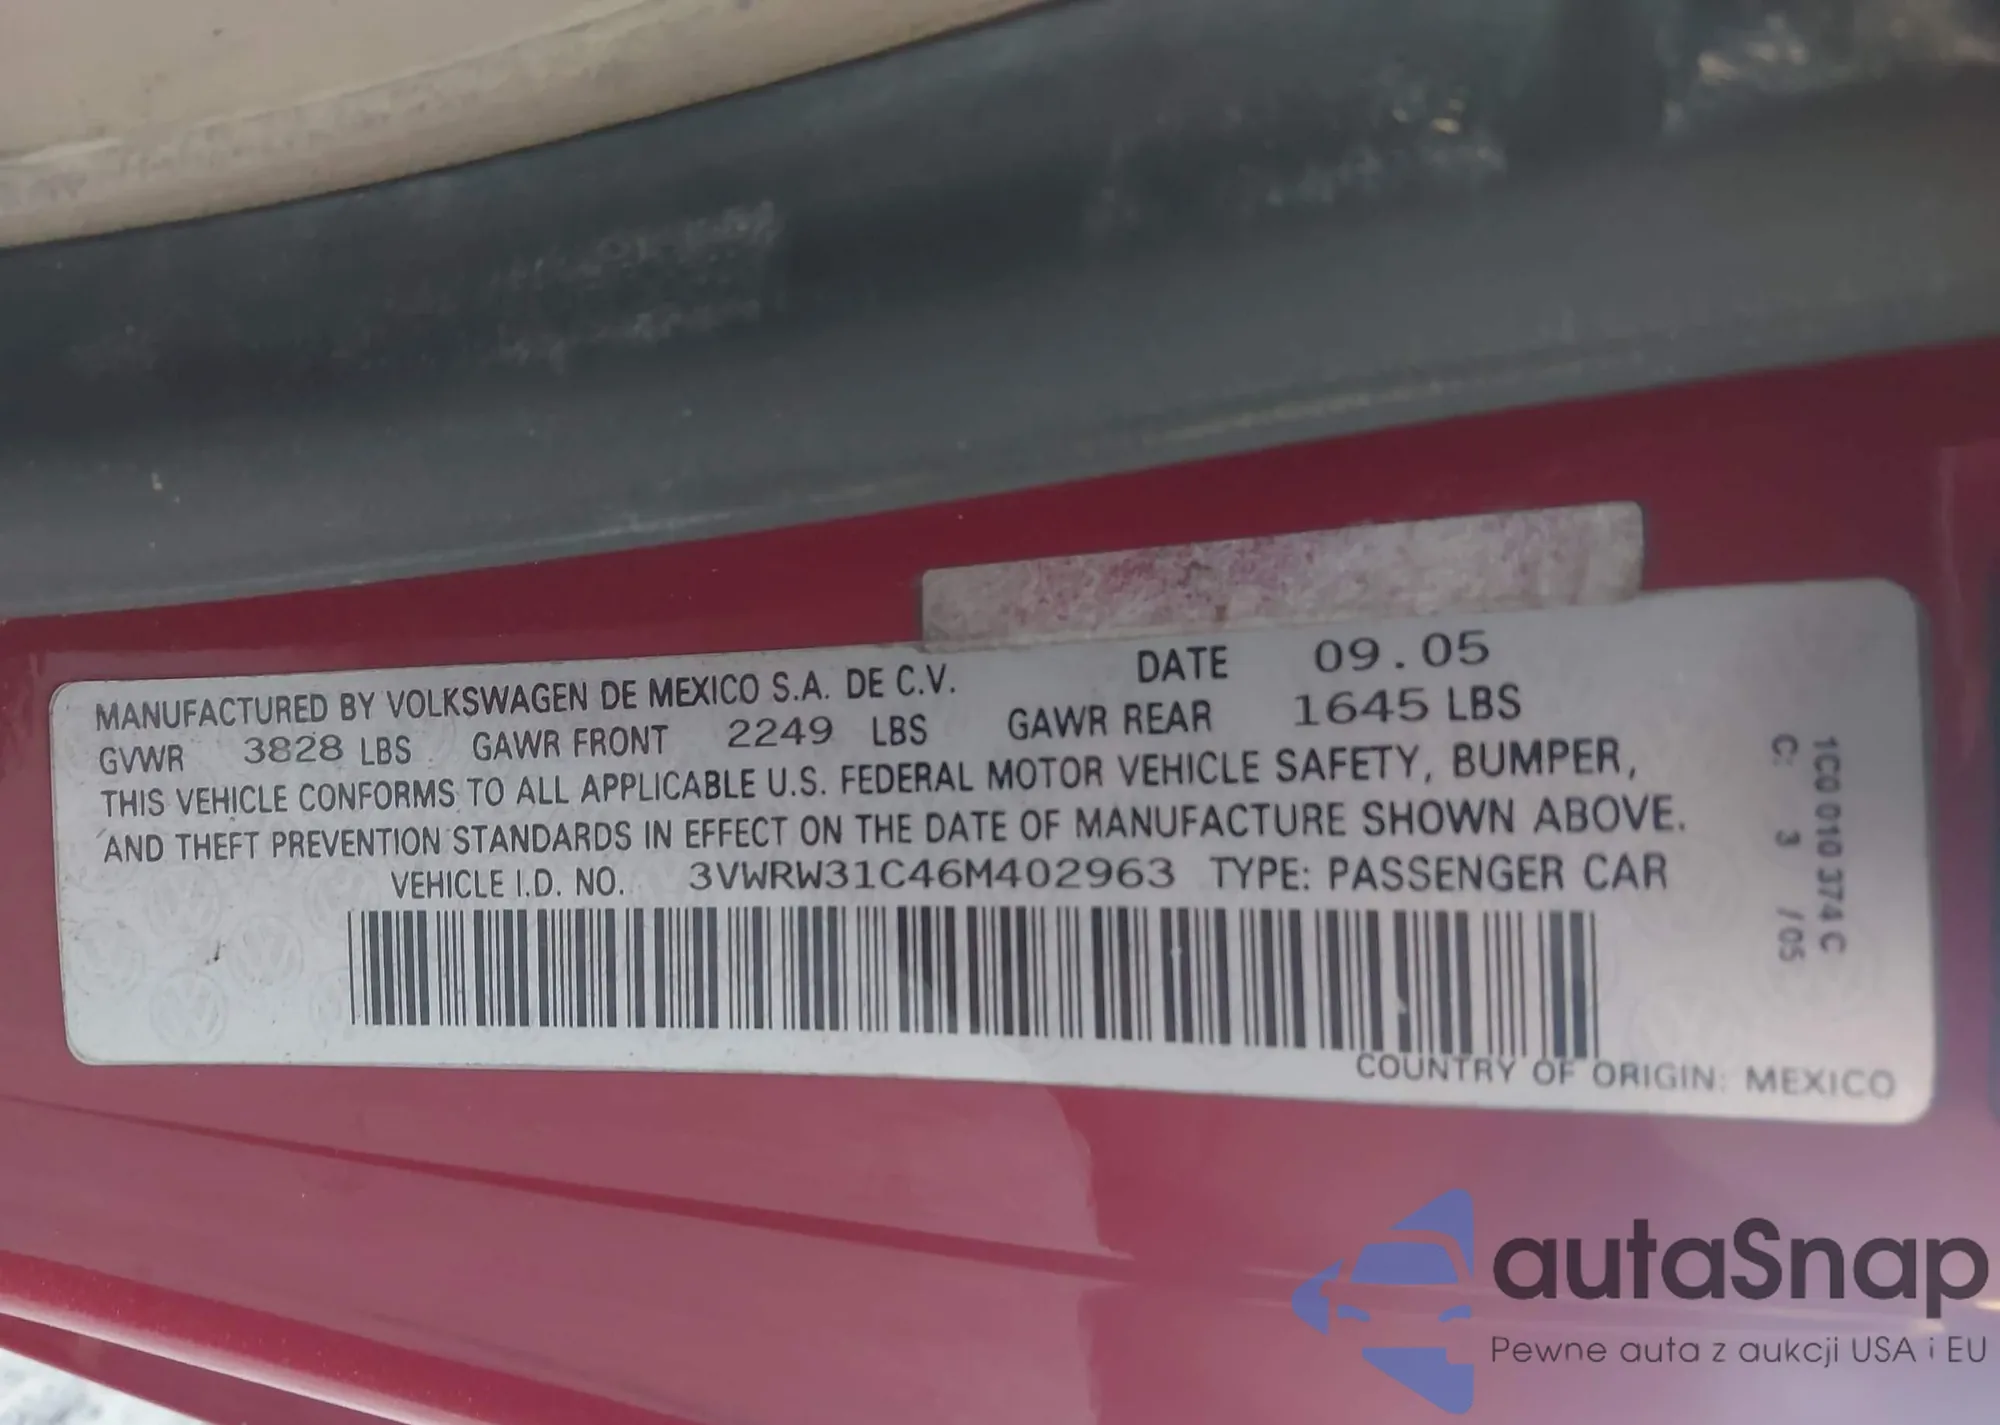 MANUFACTURED BY VOLKSWAGEN DE MEXICO S.A. DE C.V. DATE 09.05
GVWR 3828 LBS GAWR FRONT 2249 LBS GAWR REAR 1645 LBS
THIS VEHICLE CONFORMS TO ALL APPLICABLE U.S. FEDERAL MOTOR VEHICLE SAFETY, BUMPER,
AND THEFT PREVENTION STANDARDS IN EFFECT ON THE DATE OF MANUFACTURE SHOWN ABOVE.
VEHICLE I.D. NO. 3VWRW31C46M402963 TYPE: PASSENGER CAR
COUNTRY OF ORIGIN: MEXICO
1C0 010 374 C
C: 3 /05
autaSnap
Pewne auta z aukcji USA i EU